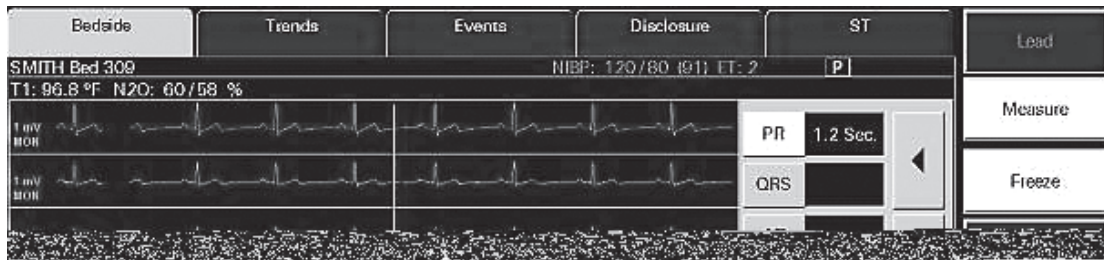 Bedside Trends Events Disclosure ST Lead
SMITH Bed 309 NIBP: 120/80 (91) ET: 2 P
T1: 96.8 °F N2O: 60/58 %
Measure
1 mV PR 1.2 Sec.
MON
1 mV QRS Freeze
MON